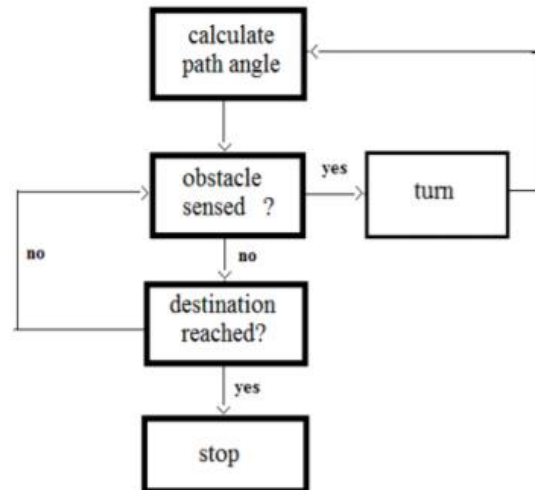 calculate
path angle
obstacle
sensed ?
yes
turn
no
no
destination
reached?
yes
stop